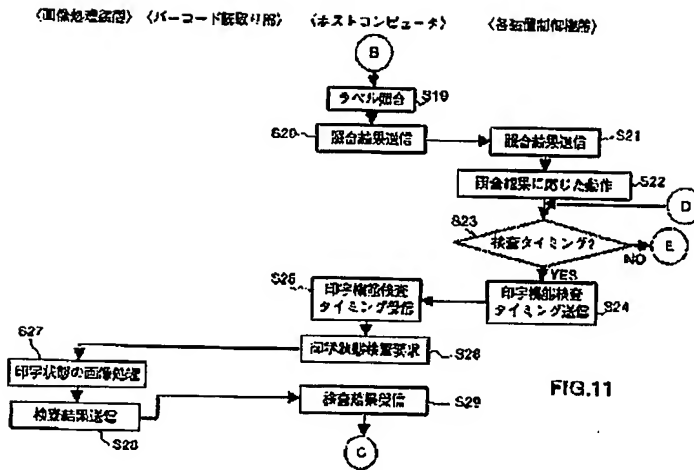 〈画像処理装置〉 〈バーコード読取り部〉 〈ホストコンピュータ〉 〈各装置制御機器〉
B
ラベル照合
S19
S20
照合結果送信
照合結果送信
S21
照合結果に応じた動作
S22
D
S23
検査タイミング?
NO
E
YES
S25
印字機能検査
タイミング受信
印字機能検査
タイミング送信
S24
S27
印字状態検査要求
S26
印字状態の画像処理
検査結果送信
S28
検査結果受信
S29
C
FIG.11